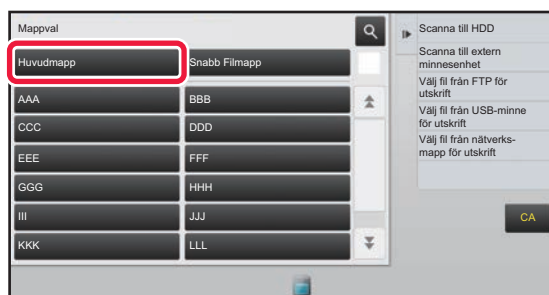 Mappval
Huvudmapp
Snabb Filmapp
AAA
BBB
CCC
DDD
EEE
FFF
GGG
HHH
III
JJJ
KKK
LLL
Scanna till HDD
Scanna till extern
minnesenhet
Välj fil från FTP för
utskrift
Välj fil från USB-minne
för utskrift
Välj fil från nätverks-
mapp för utskrift
CA